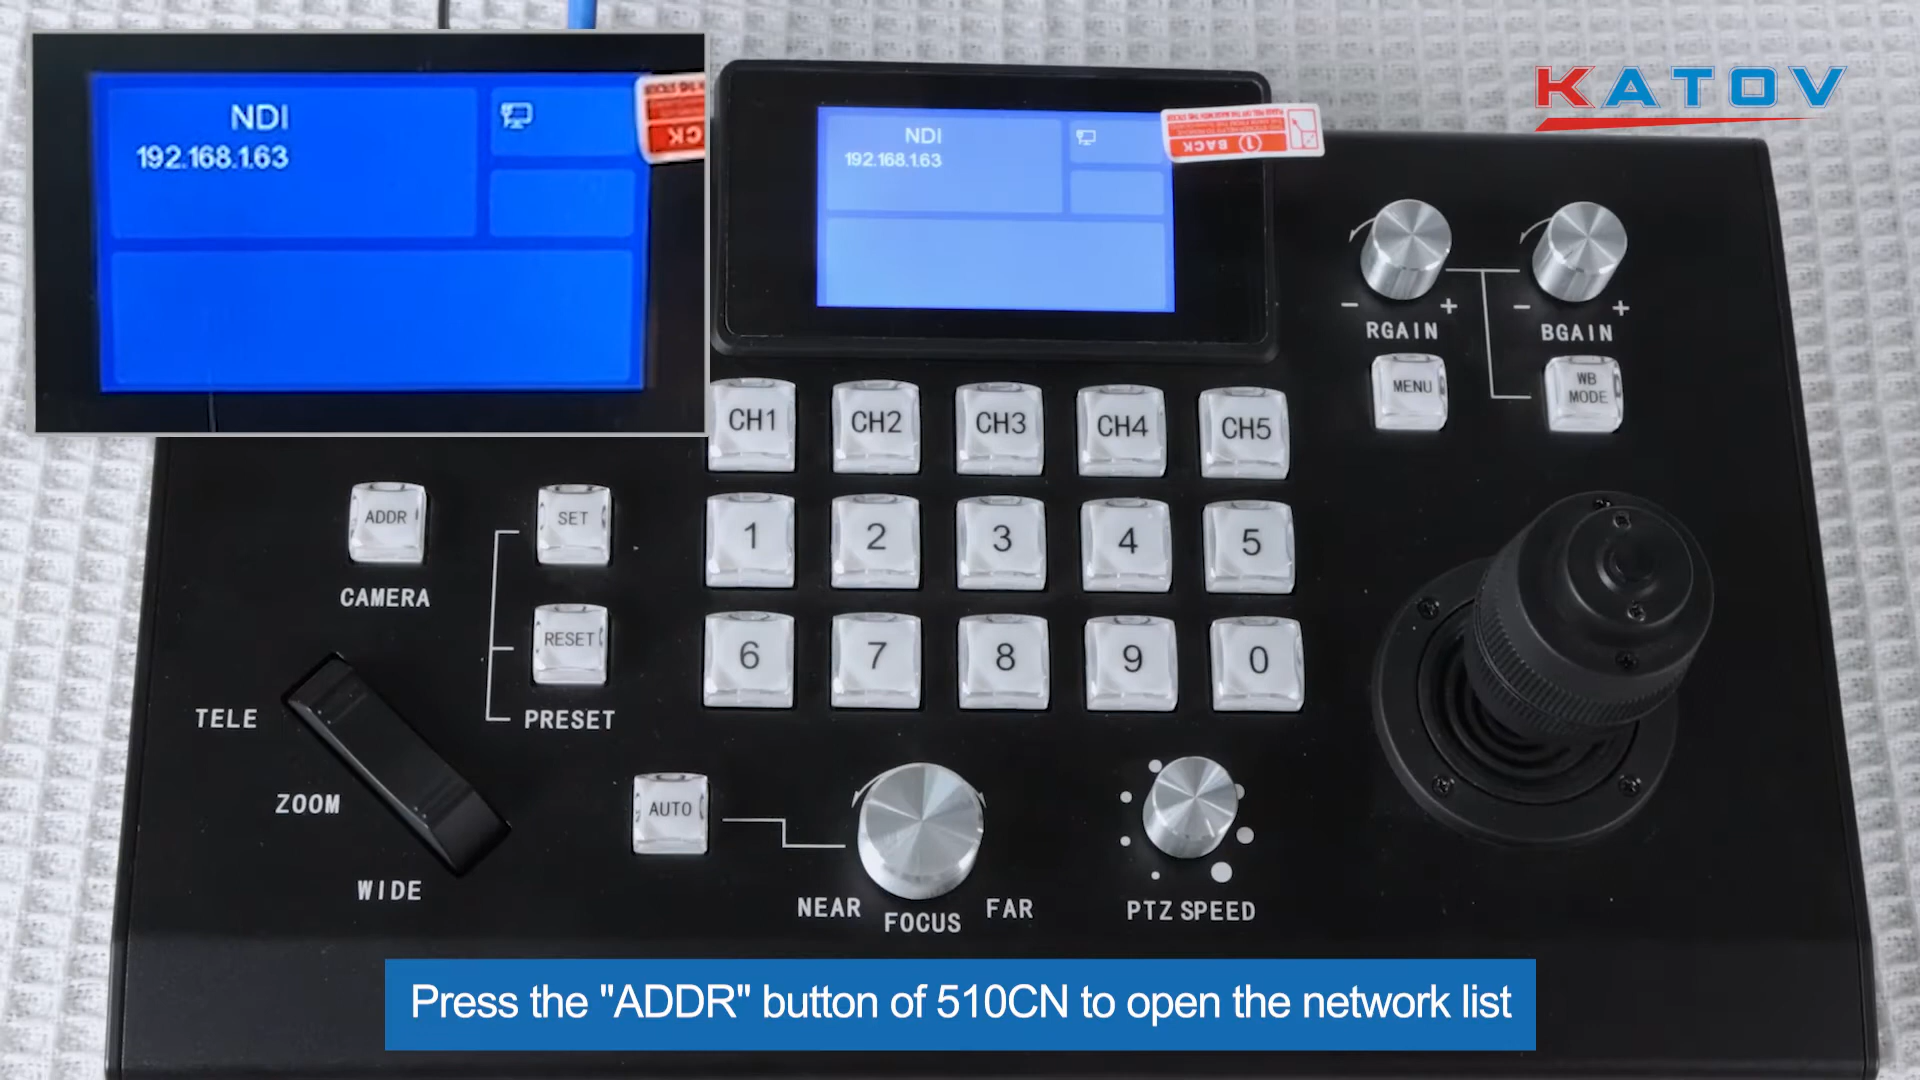 KATOV
NDI
192.168.1.63
NDI
192.168.1.63
BACK
RGAIN
BGAIN
MENU
WB
MODE
CH1
CH2
CH3
CH4
CH5
ADDR
CAMERA
SET
RESET
PRESET
1
2
3
4
5
6
7
8
9
0
TELE
ZOOM
WIDE
AUTO
NEAR
FOCUS
FAR
PTZ SPEED
Press the "ADDR" button of 510CN to open the network list